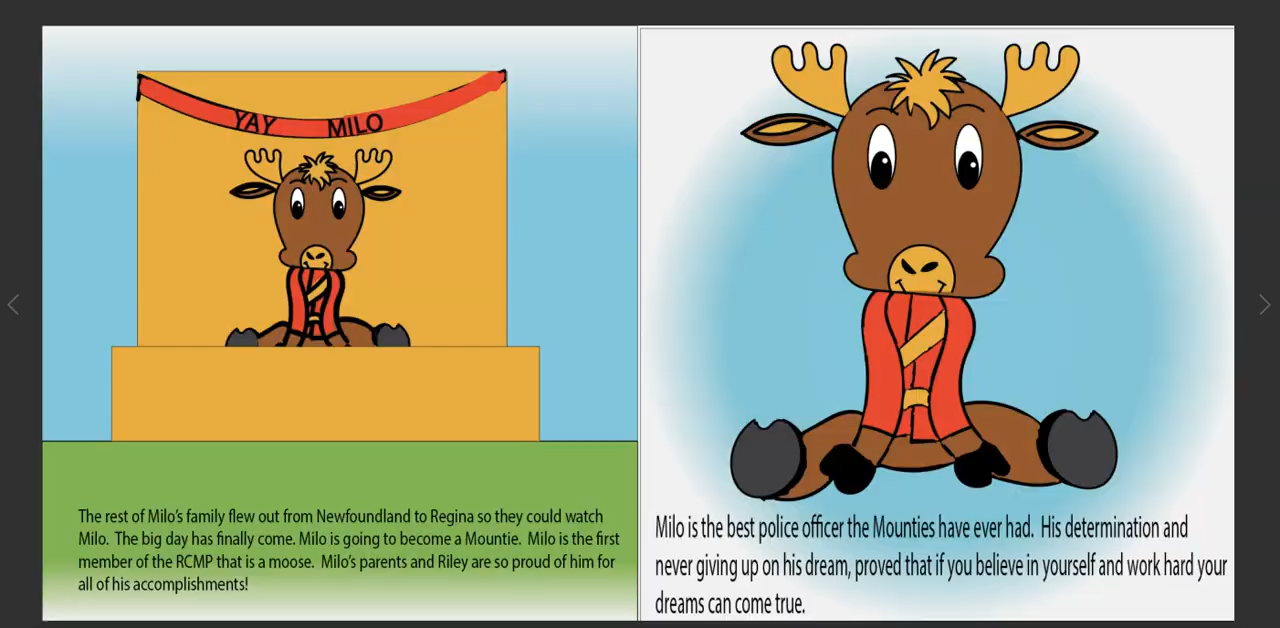 YAY MILO
The rest of Milo's family flew out from Newfoundland to Regina so they could watch
Milo. The big day has finally come. Milo is going to become a Mountie. Milo is the first
member of the RCMP that is a moose. Milo's parents and Riley are so proud of him for
all of his accomplishments!
Milo is the best police officer the Mounties have ever had. His determination and
never giving up on his dream, proved that if you believe in yourself and work hard your
dreams can come true.